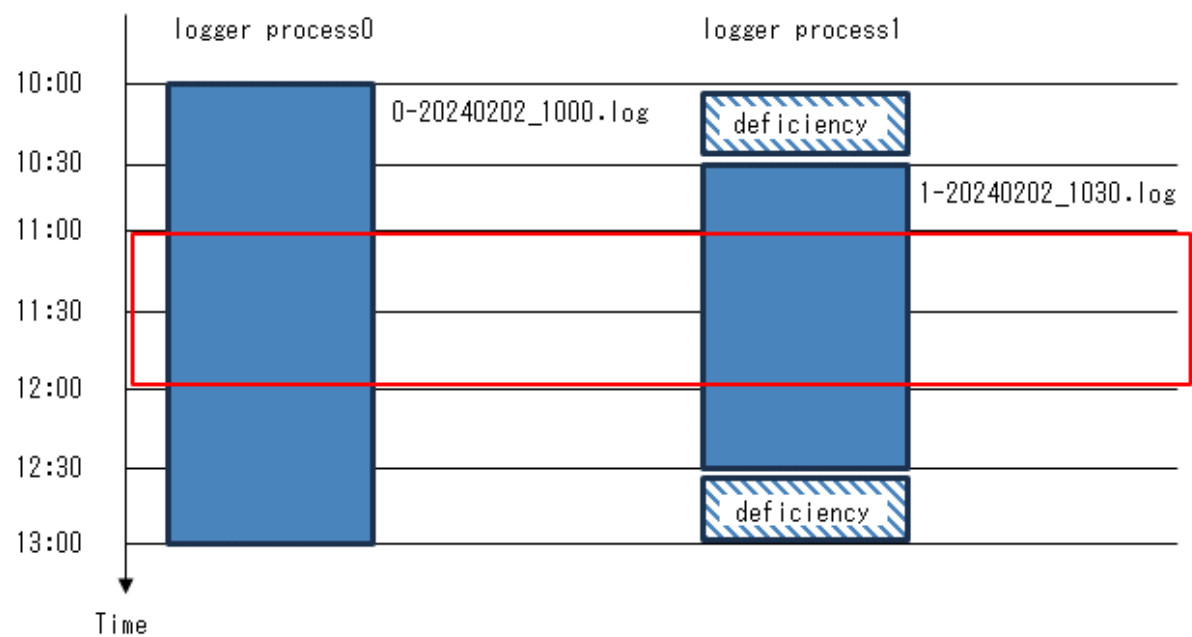 logger process0
logger process1
10:00
0-20240202_1000.log
deficiency
10:30
1-20240202_1030.log
11:00
11:30
12:00
12:30
deficiency
13:00
Time